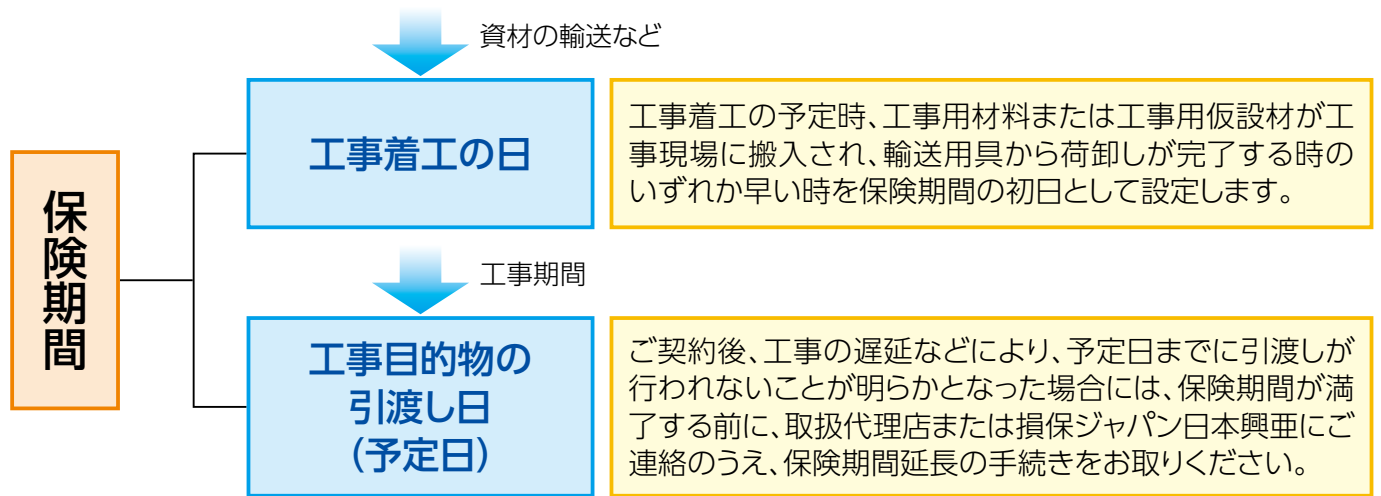 資材の輸送など
工事着工の日
工事着工の予定時、工事用材料または工事用仮設材が工
事現場に搬入され、輸送用具から荷卸しが完了する時の
いずれか早い時を保険期間の初日として設定します。
保険期間
工事期間
工事目的物の
引渡し日
（予定日）
ご契約後、工事の遅延などにより、予定日までに引渡しが
行われないことが明らかとなった場合には、保険期間が満
了する前に、取扱代理店または損保ジャパン日本興亜にご
連絡のうえ、保険期間延長の手続きをお取りください。